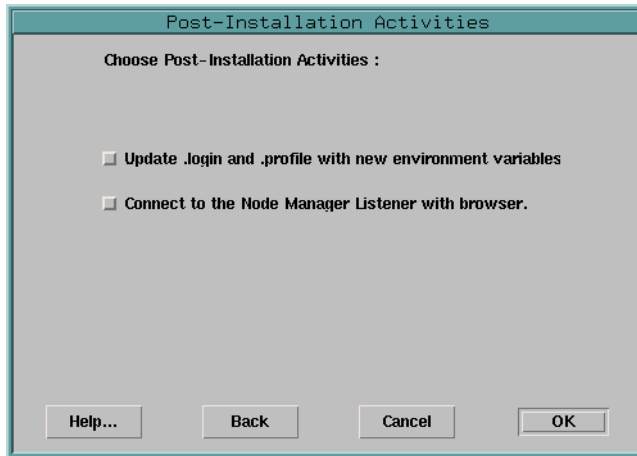 Post-Installation Activities
Choose Post-Installation Activities :
Update .login and .profile with new environment variables
Connect to the Node Manager Listener with browser.
Help... Back Cancel OK